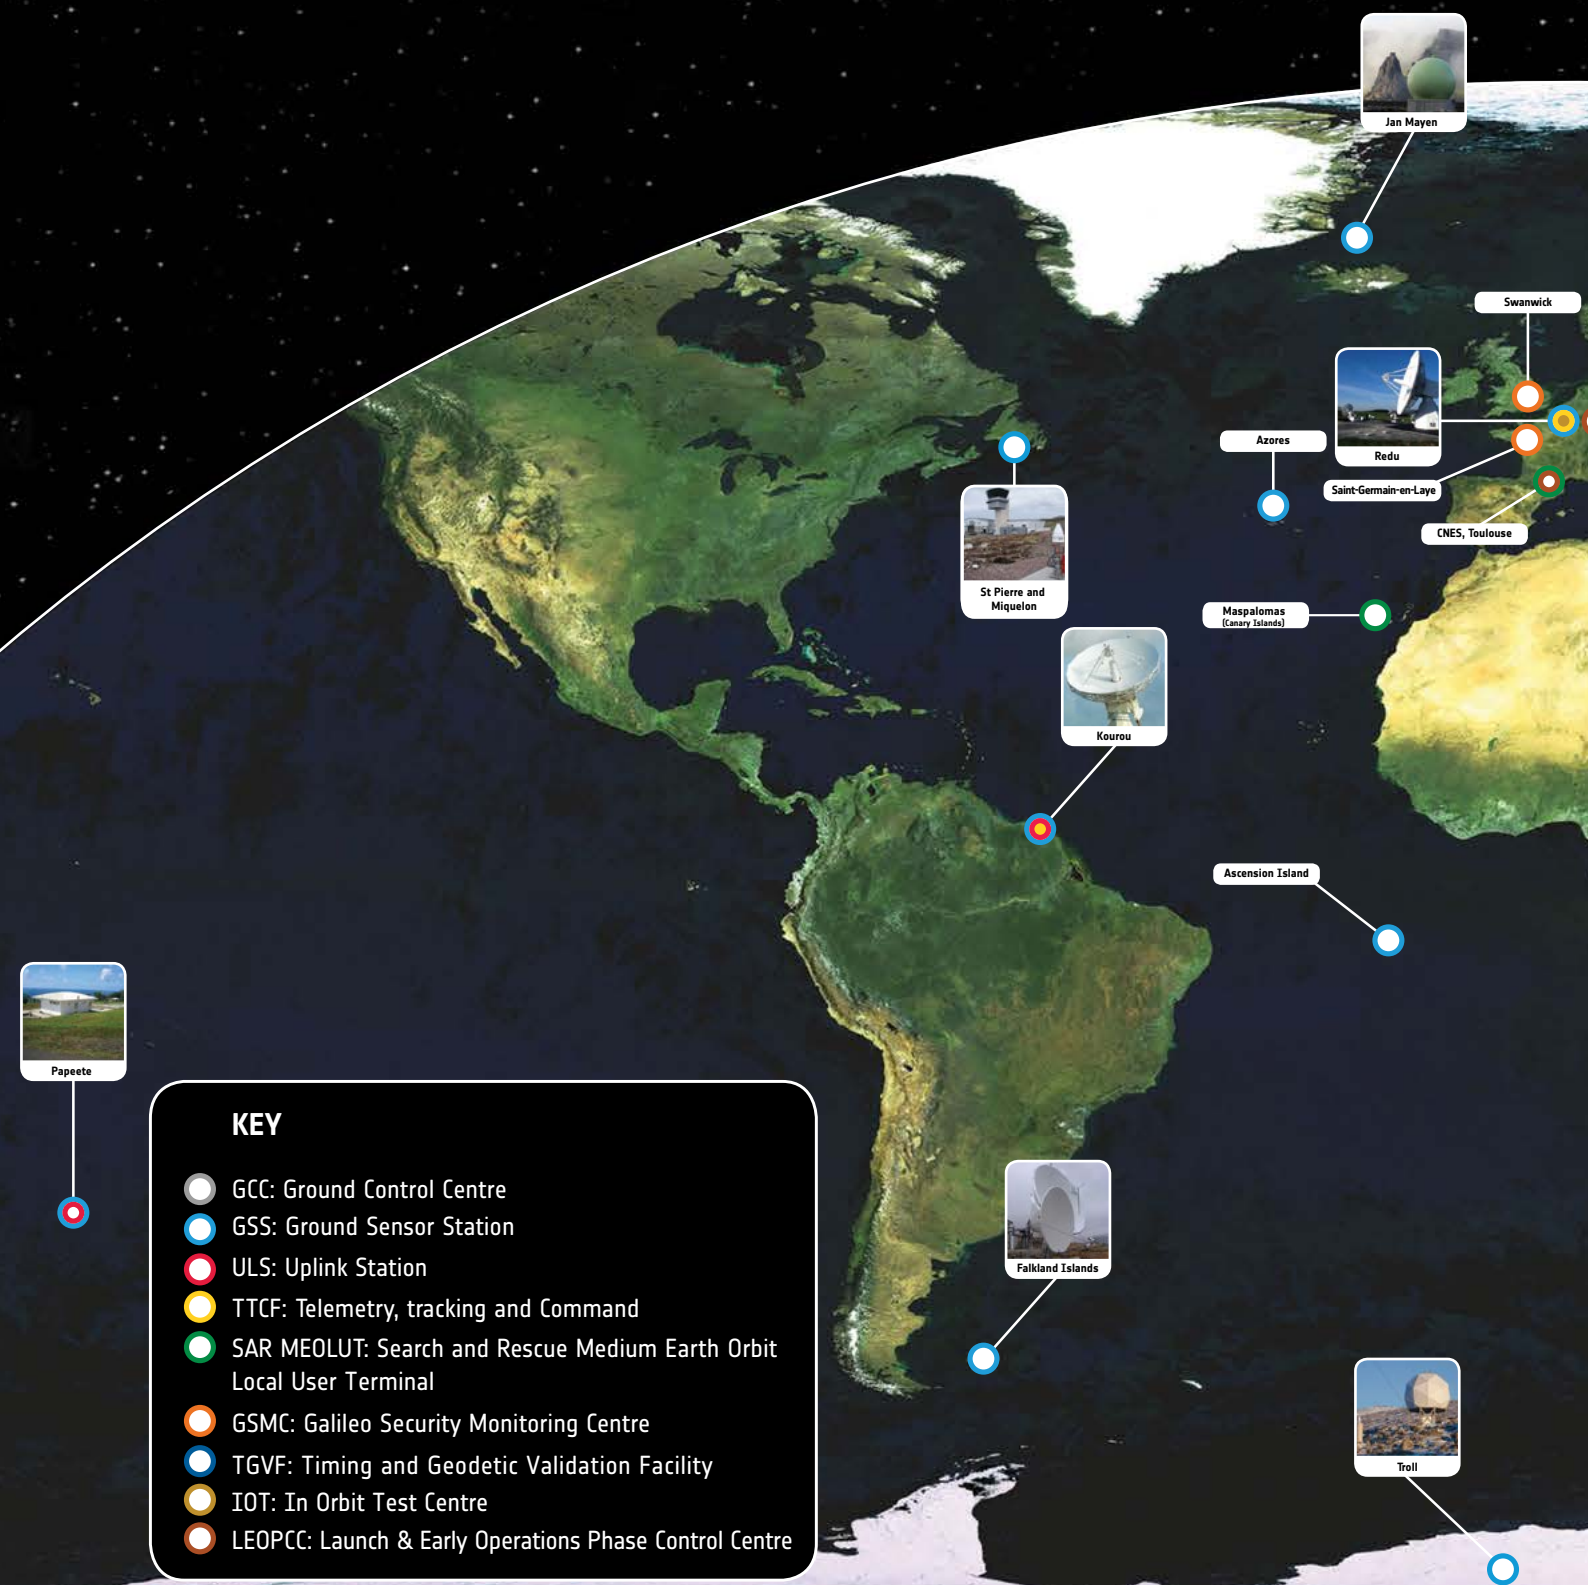 Jan Mayen
Swanwick
Redu
Azores
Saint-Germain-en-Laye
CNES, Toulouse
St Pierre and
Miquelon
Maspalomas
(Canary Islands)
Kourou
Ascension Island
Papeete
Falkland Islands
Troll
KEY
GCC: Ground Control Centre
GSS: Ground Sensor Station
ULS: Uplink Station
TTCF: Telemetry, tracking and Command
SAR MEOLUT: Search and Rescue Medium Earth Orbit
Local User Terminal
GSMC: Galileo Security Monitoring Centre
TGVF: Timing and Geodetic Validation Facility
IOT: In Orbit Test Centre
LEOPCC: Launch & Early Operations Phase Control Centre